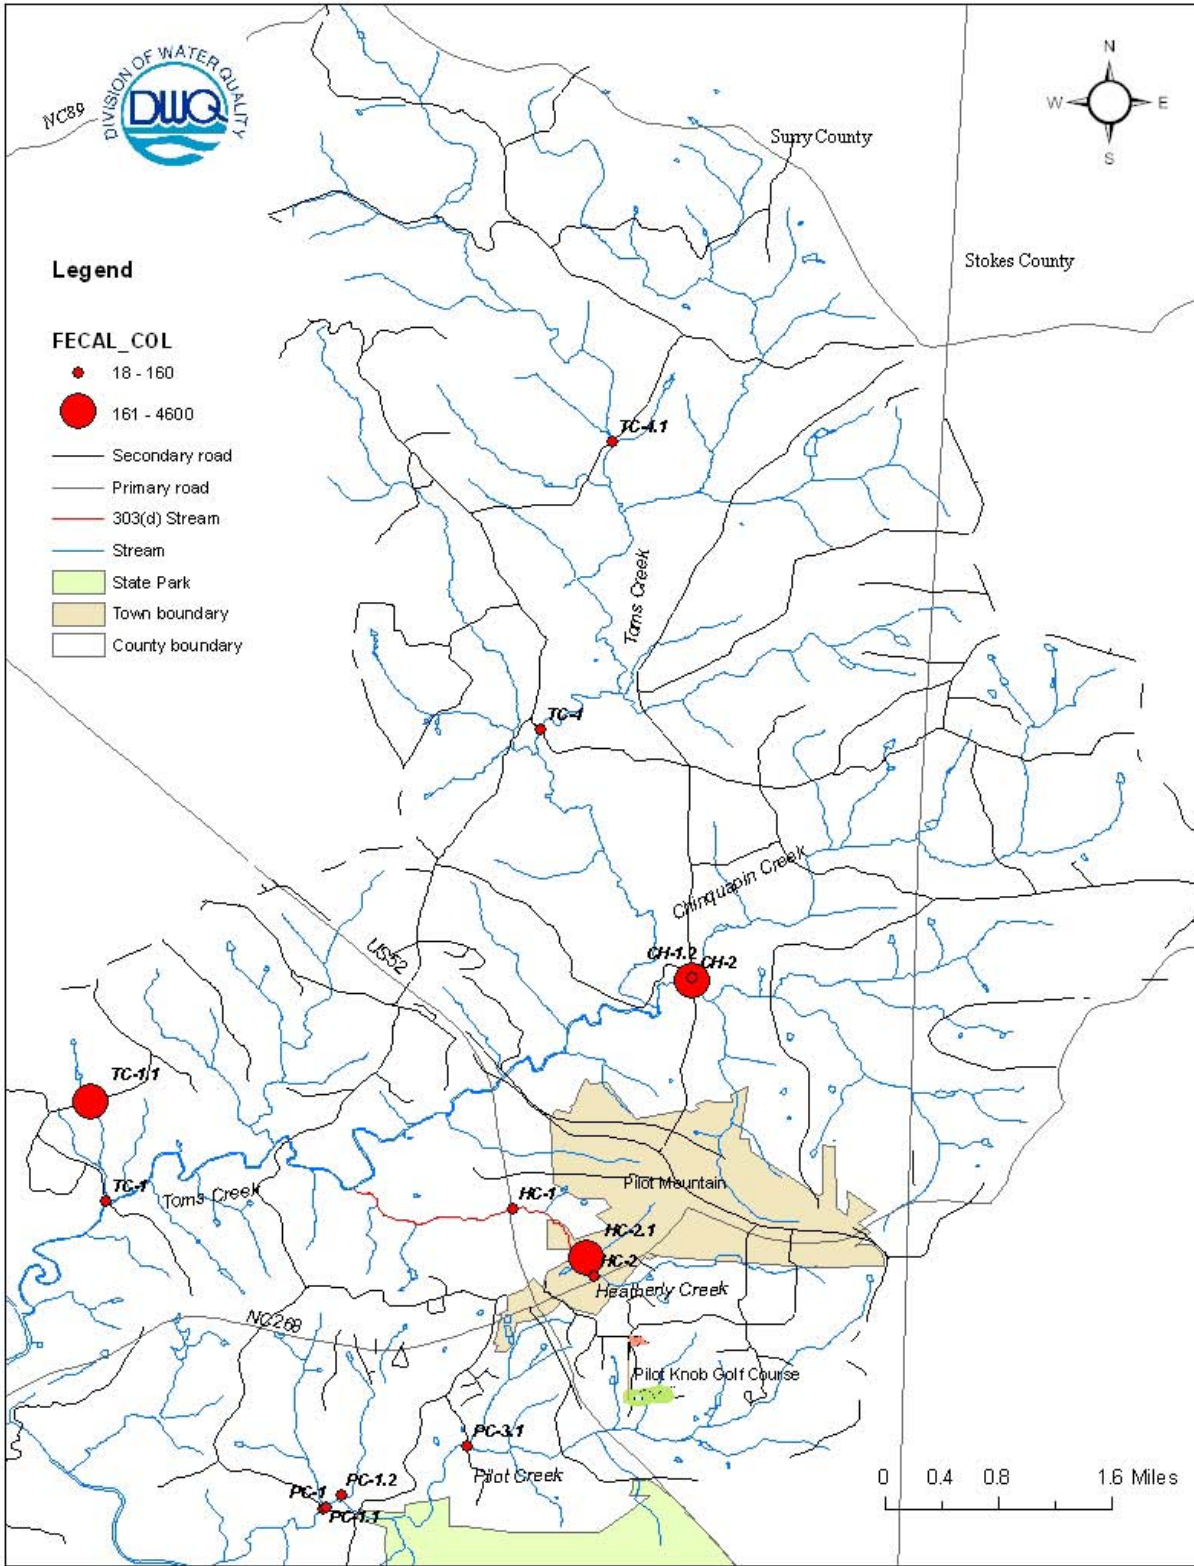 DIVISION OF WATER QUALITY
DWQ
NC89
N
W
E
S
Surry County
Stokes County
Legend
FECAL_COL
18 - 160
161 - 4600
Secondary road
Primary road
303(d) Stream
Stream
State Park
Town boundary
County boundary
TC-4.1
Toms Creek
TC-4
Chinquapin Creek
US52
CH-1.2
CH-2
TC-1.1
TC-1
Toms Creek
HC-1
Pilot Mountain
HC-2.1
HC-2
Heatherly Creek
NC268
Pilot Knob Golf Course
PC-3.1
Pilot Creek
PC-1.2
PC-1
PC-1.1
0 0.4 0.8 1.6 Miles